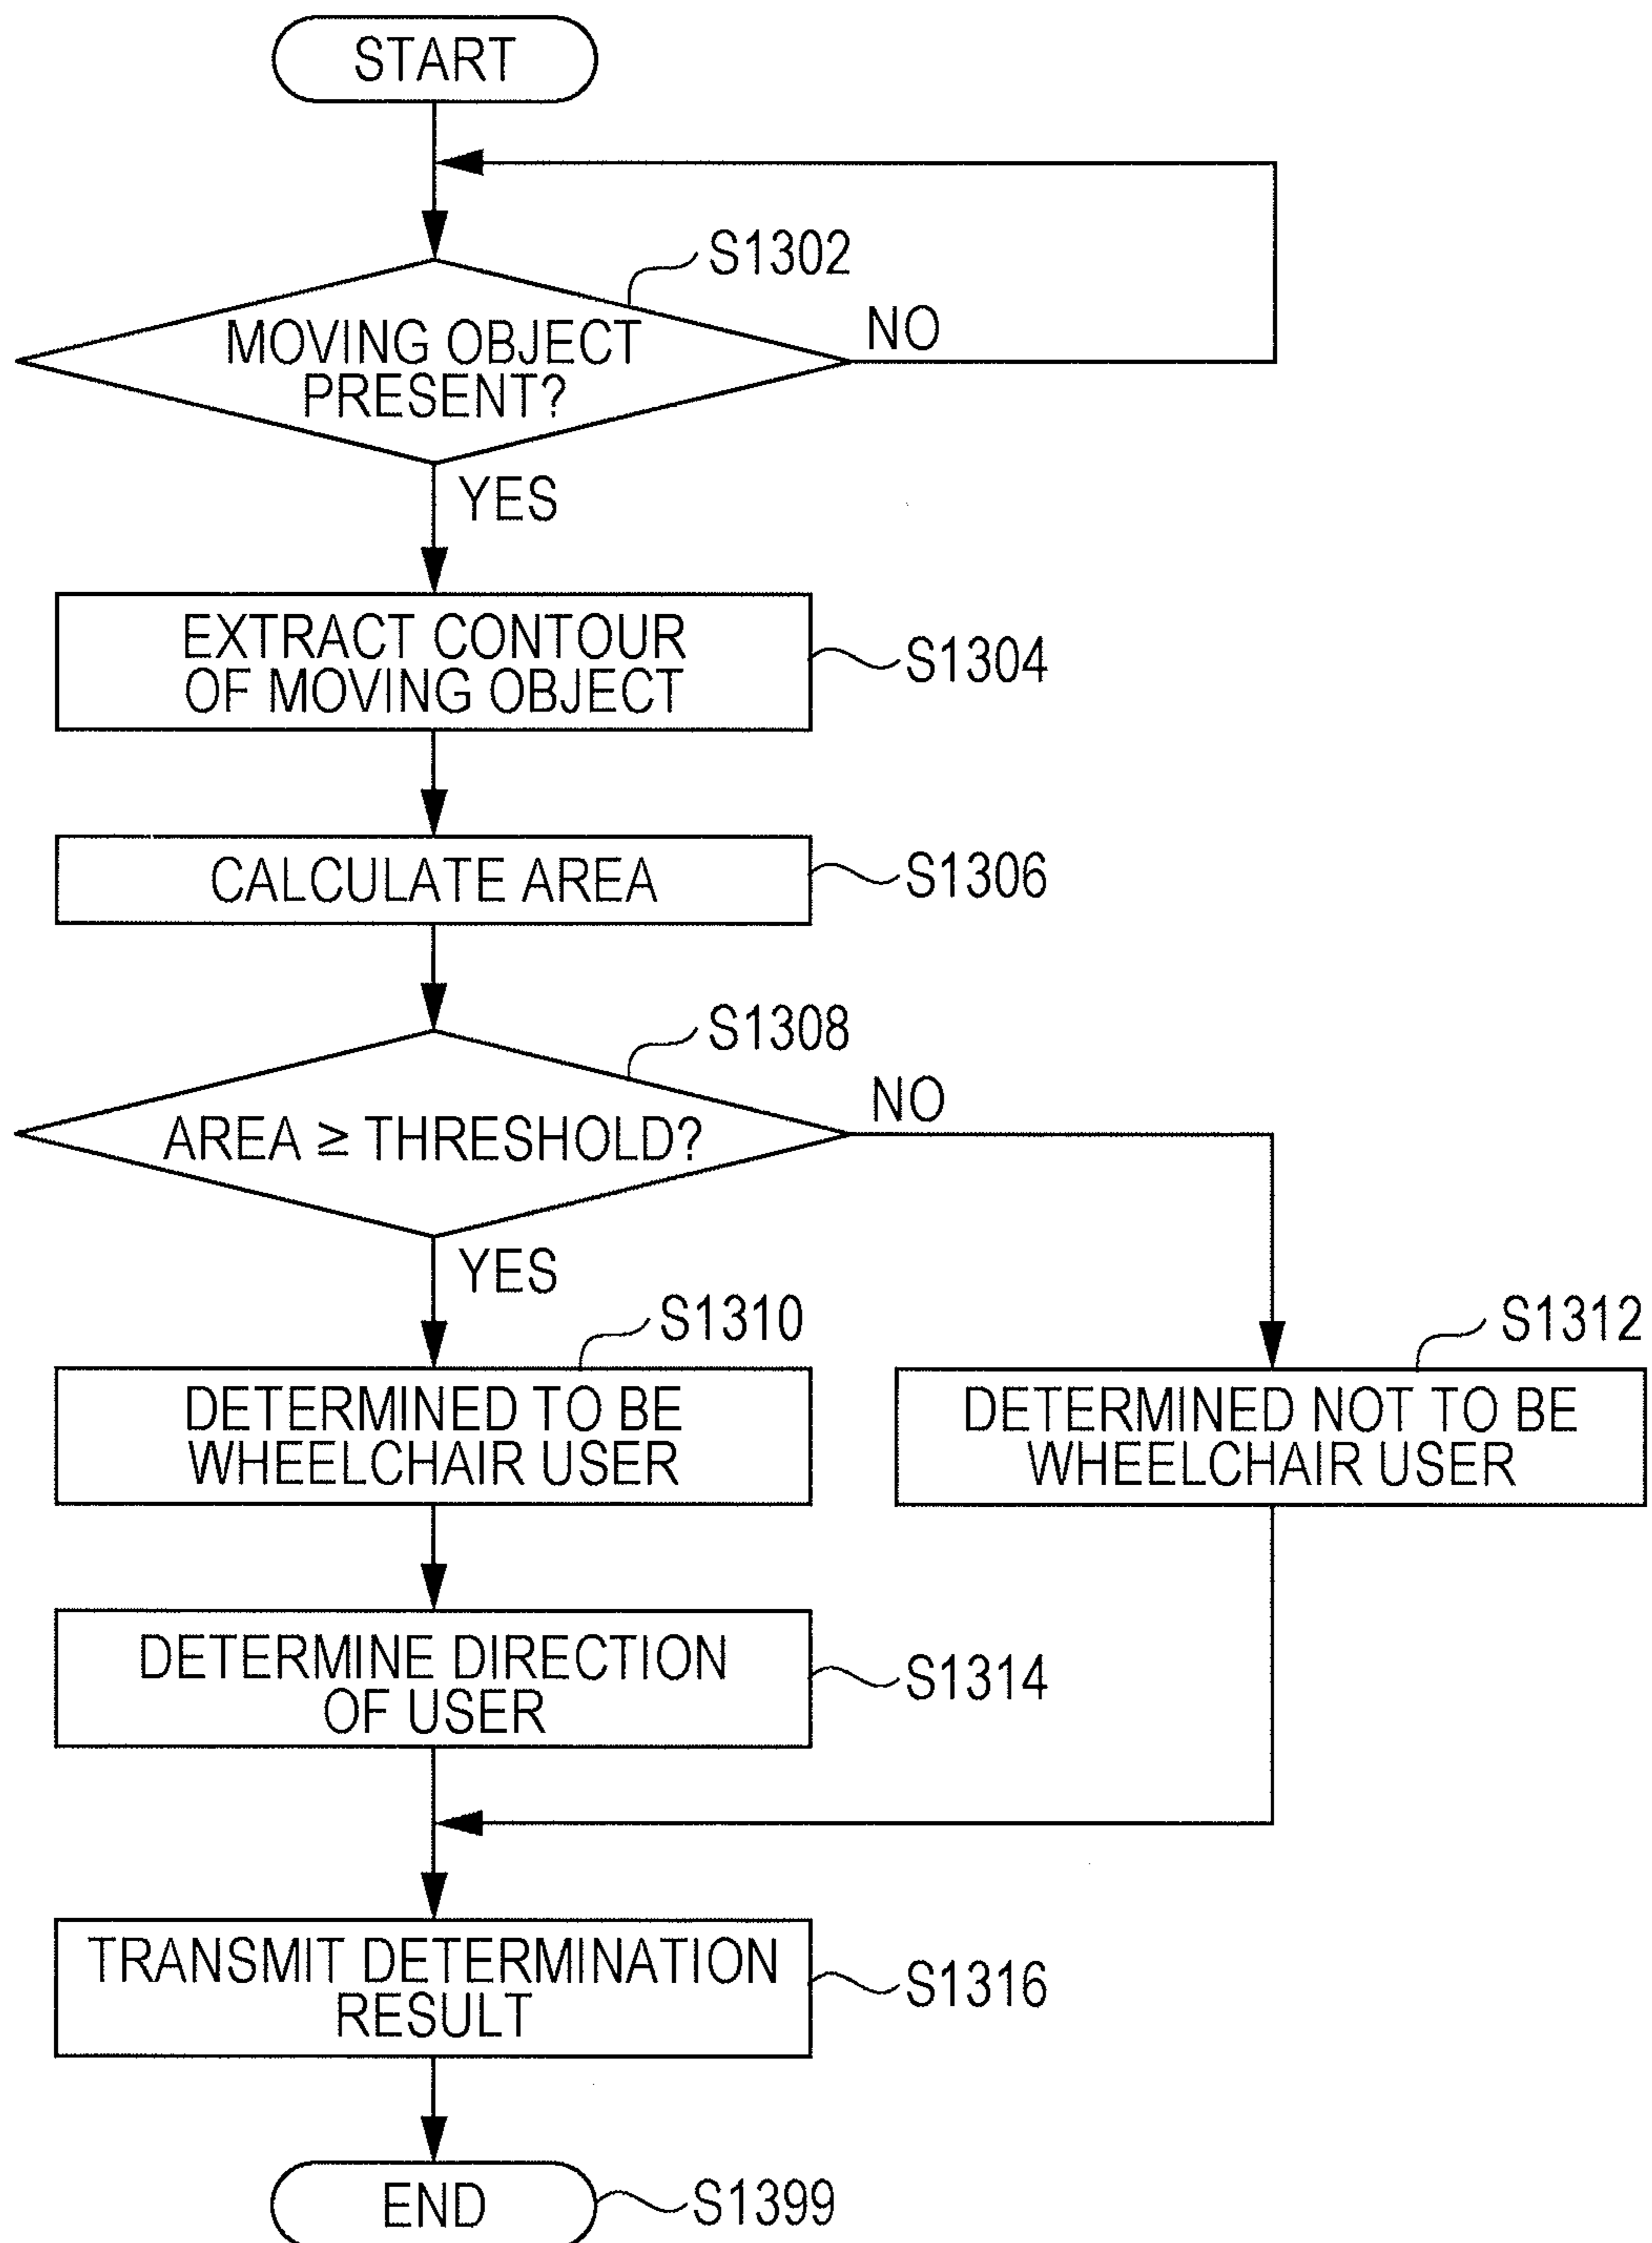 START
S1302
MOVING OBJECT
PRESENT?
NO
YES
EXTRACT CONTOUR
OF MOVING OBJECT
S1304
CALCULATE AREA
S1306
S1308
AREA ≥ THRESHOLD?
NO
YES
S1310
DETERMINED TO BE
WHEELCHAIR USER
S1312
DETERMINED NOT TO BE
WHEELCHAIR USER
DETERMINE DIRECTION
OF USER
S1314
TRANSMIT DETERMINATION
RESULT
S1316
END
S1399